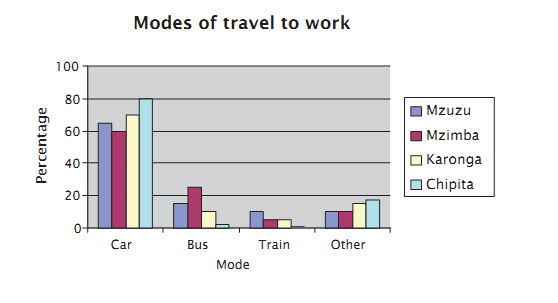 Modes of travel to work
Percentage
100
80
60
40
20
0
Car Bus Train Other
Mode
Mzuzu
Mzimba
Karonga
Chipita